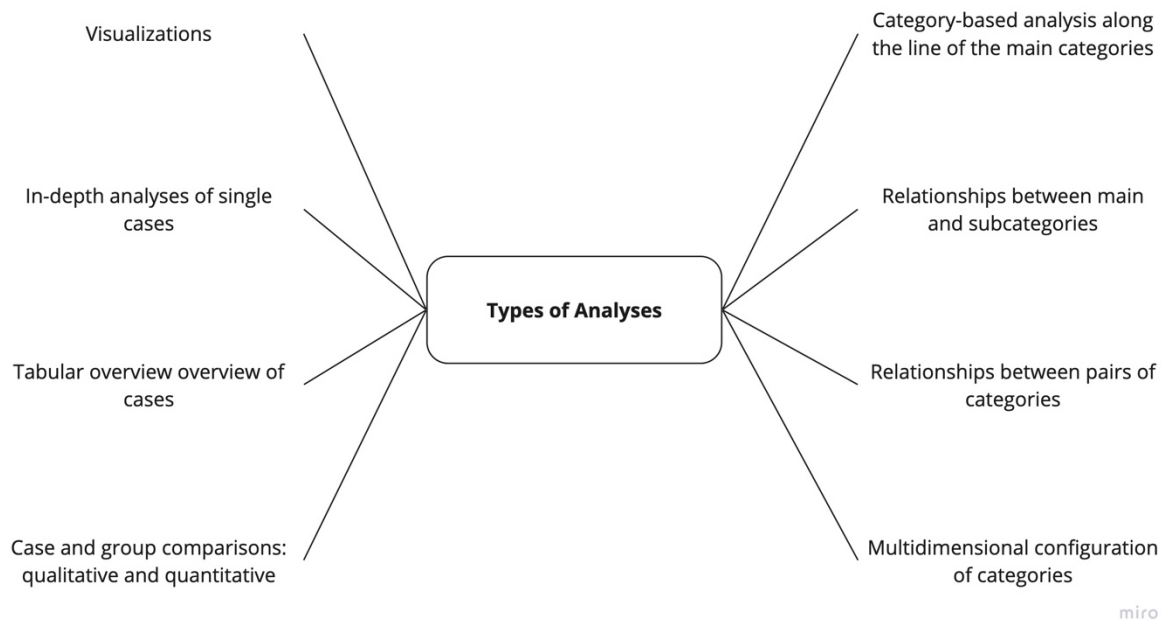 Visualizations
In-depth analyses of single
cases
Tabular overview overview of
cases
Case and group comparisons:
qualitative and quantitative
Types of Analyses
Category-based analysis along
the line of the main categories
Relationships between main
and subcategories
Relationships between pairs of
categories
Multidimensional configuration
of categories
miro